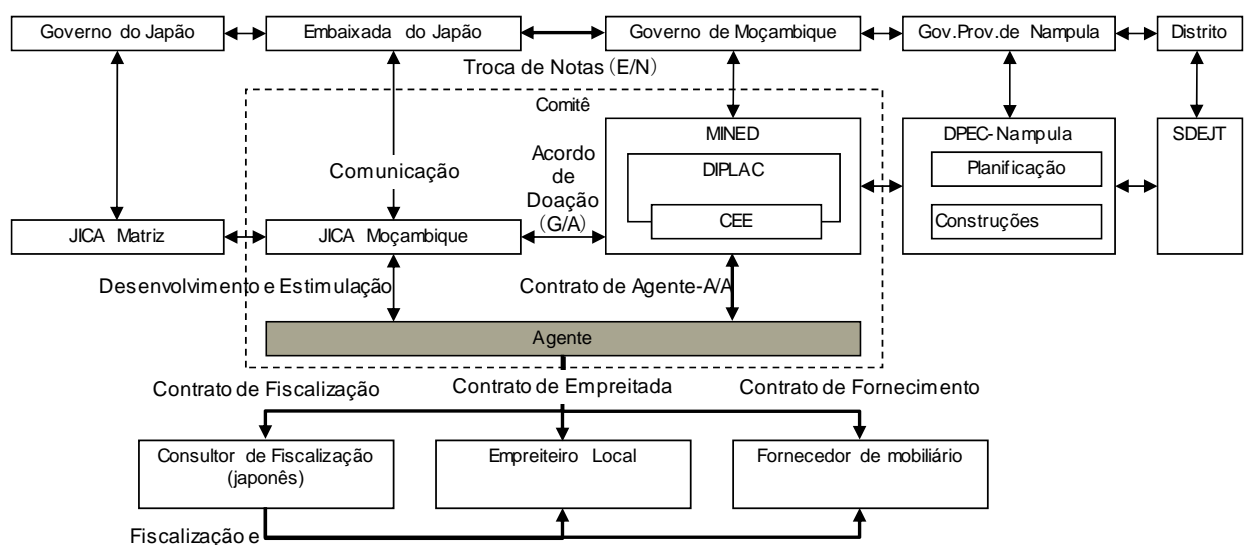 Governo do Japão
Embaixada do Japão
Governo de Moçambique
Gov.Prov.de Nampula
Distrito
Troca de Notas（E/N）
Comitê
MINED
DPEC-Nampula
SDEJT
Acordo
de
Doação
(G/A)
DIPLAC
Planificação
Comunicação
CEE
Construções
JICA Matriz
JICA Moçambique
Desenvolvimento e Estimulação
Contrato de Agente-A/A
Agente
Contrato de Fiscalização
Contrato de Empreitada
Contrato de Fornecimento
Consultor de Fiscalização
(japonês)
Empreiteiro Local
Fornecedor de mobiliário
Fiscalização e